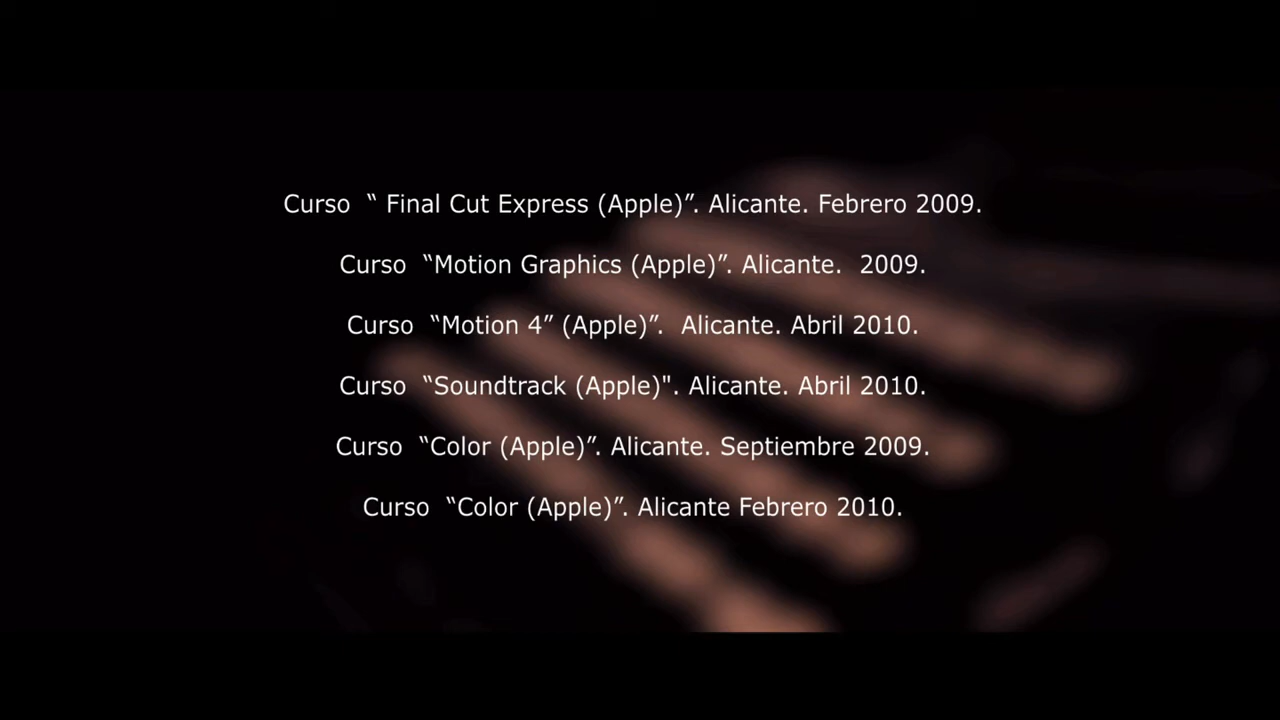 Curso  “ Final Cut Express (Apple)”. Alicante. Febrero 2009.
Curso  “Motion Graphics (Apple)”. Alicante.  2009.
Curso  “Motion 4” (Apple)”.  Alicante. Abril 2010.
Curso  “Soundtrack (Apple)". Alicante. Abril 2010.
Curso  “Color (Apple)”. Alicante. Septiembre 2009.
Curso  “Color (Apple)”. Alicante Febrero 2010.